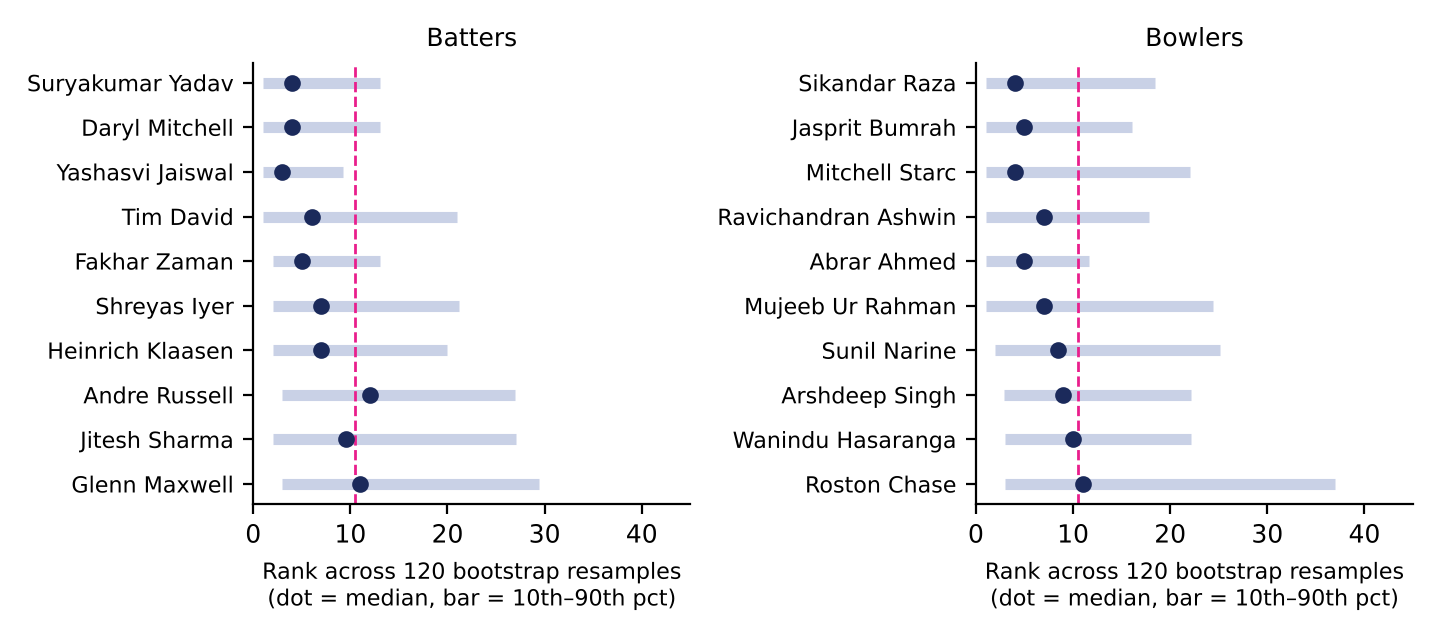 Batters
Suryakumar Yadav
Daryl Mitchell
Yashasvi Jaiswal
Tim David
Fakhar Zaman
Shreyas Iyer
Heinrich Klaasen
Andre Russell
Jitesh Sharma
Glenn Maxwell
0 10 20 30 40
Rank across 120 bootstrap resamples
(dot = median, bar = 10th–90th pct)
Bowlers
Sikandar Raza
Jasprit Bumrah
Mitchell Starc
Ravichandran Ashwin
Abrar Ahmed
Mujeeb Ur Rahman
Sunil Narine
Arshdeep Singh
Wanindu Hasaranga
Roston Chase
0 10 20 30 40
Rank across 120 bootstrap resamples
(dot = median, bar = 10th–90th pct)